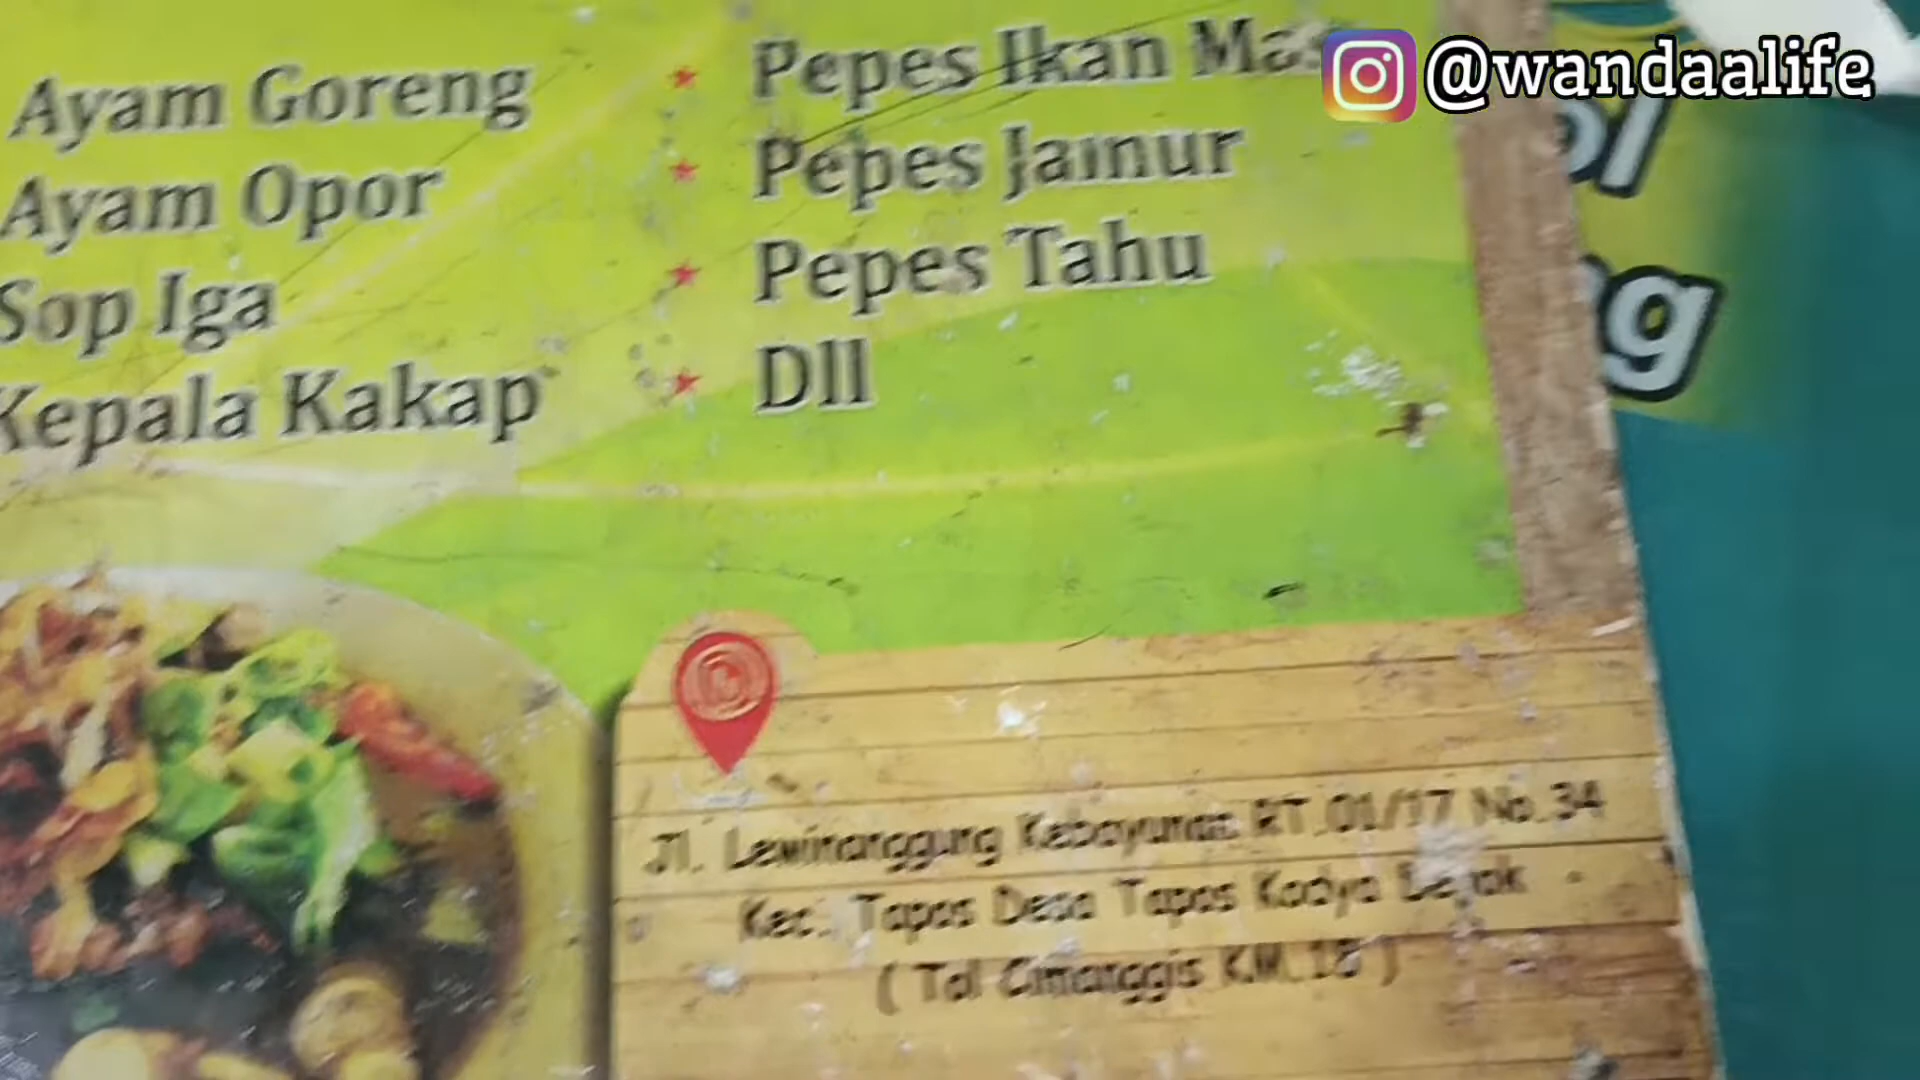 @wandaalife
Ayam Goreng
Ayam Opor
Sop Iga
Kepala Kakap
Pepes Ikan Mas
Pepes Jamur
Pepes Tahu
Dll
Jl. Lewinanggung Kebayunan RT.01/17 No.34
Kec. Tapos Desa Tapos Kodya Depok
( Tol Cimanggis KM.18 )